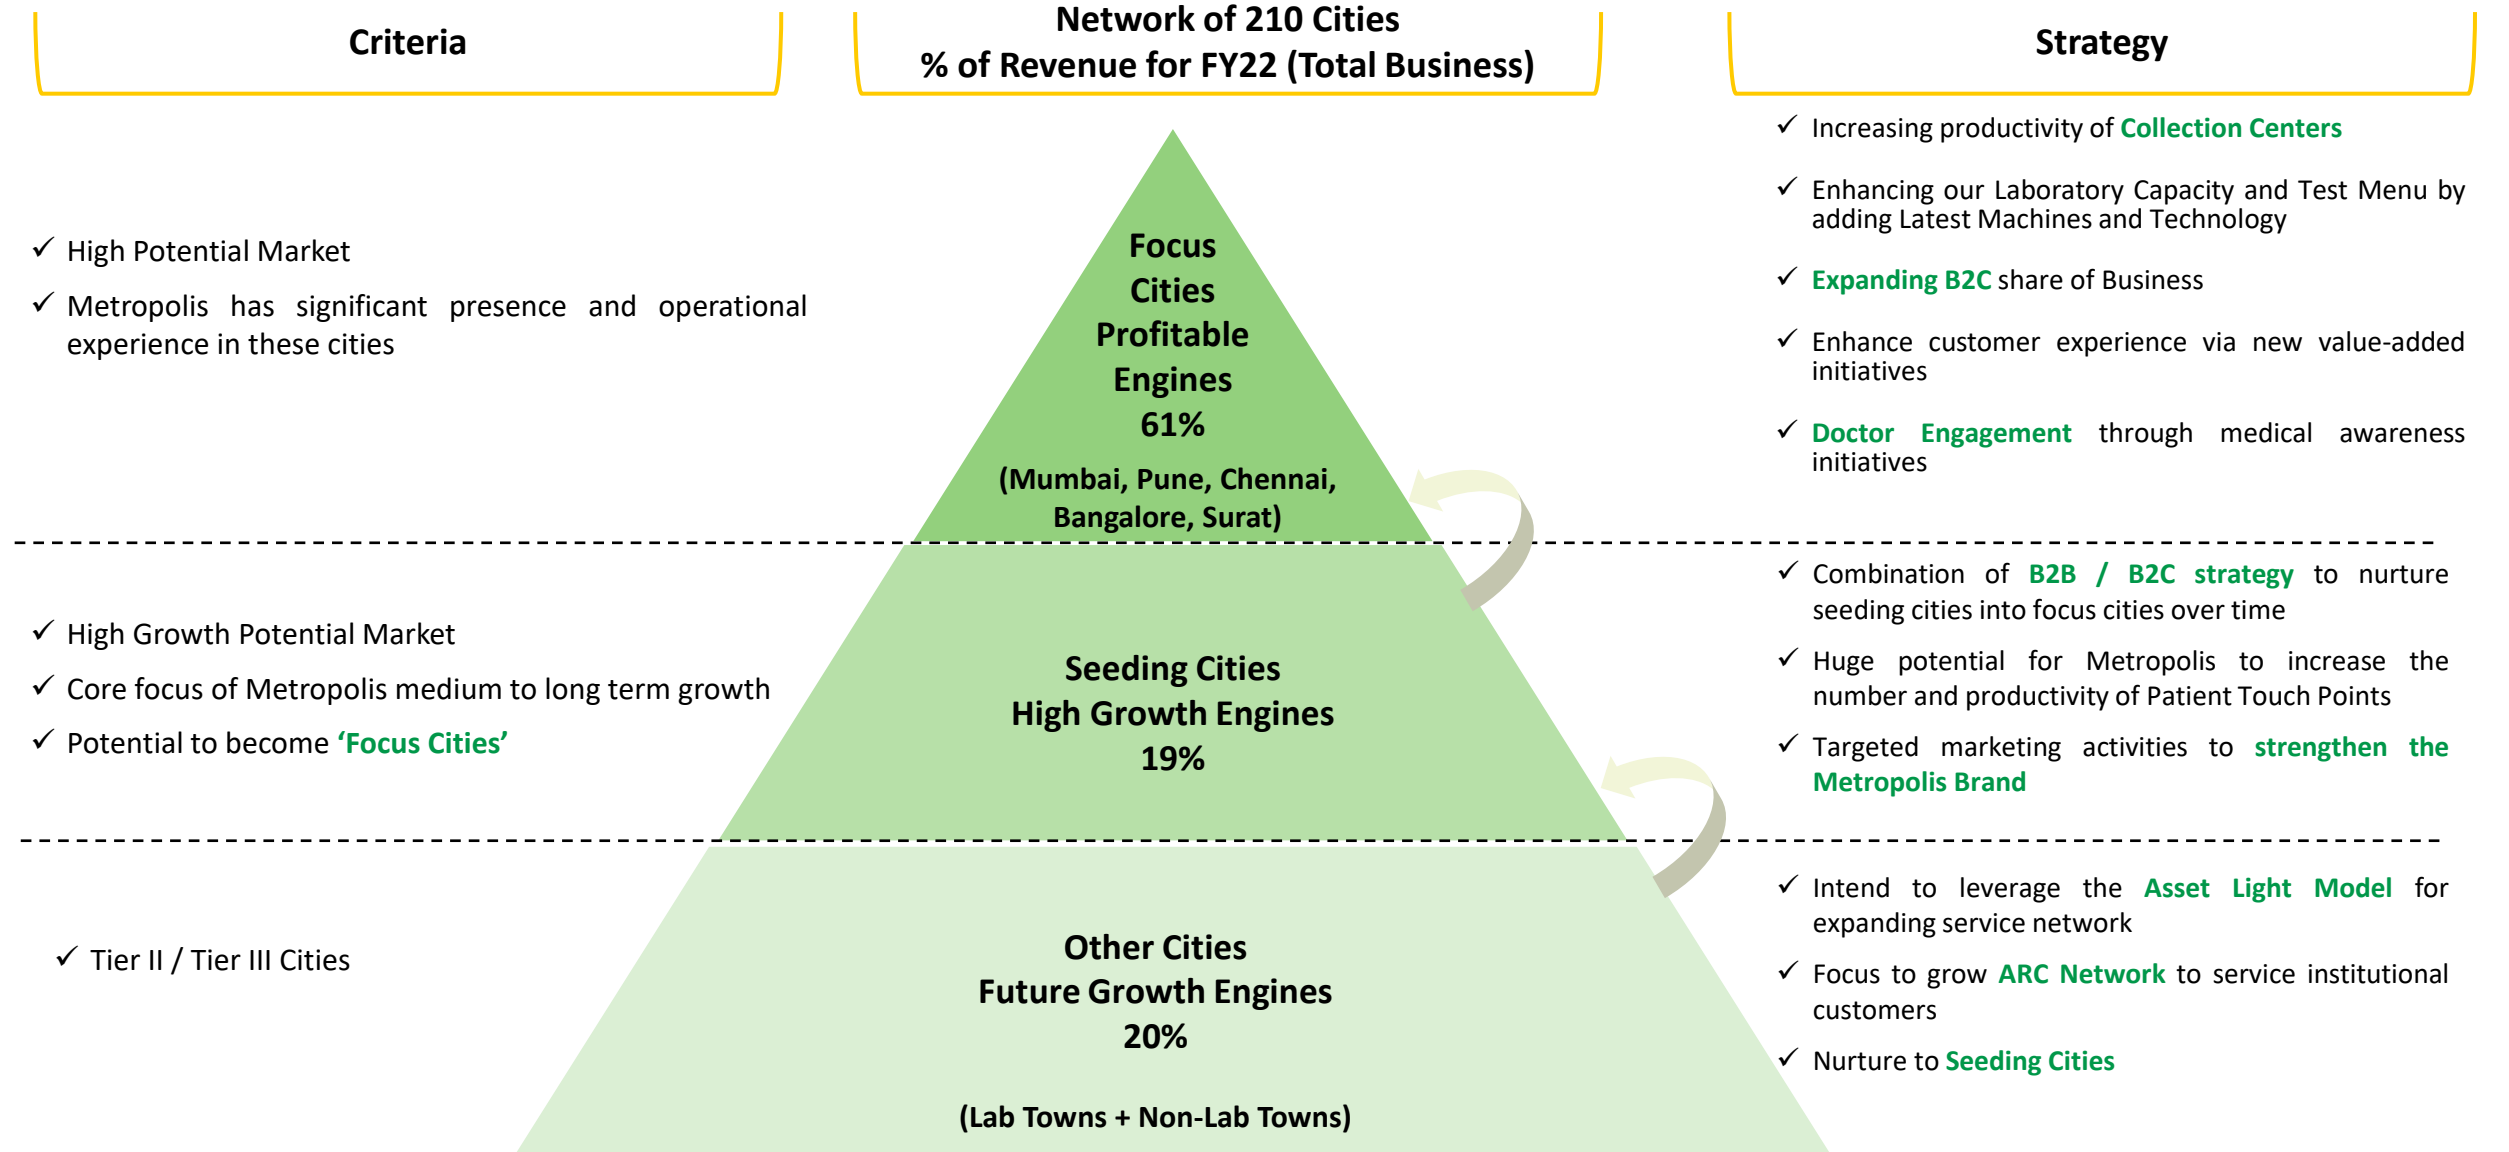 Criteria
Network of 210 Cities
% of Revenue for FY22 (Total Business)
Strategy
✓ High Potential Market
✓ Metropolis has significant presence and operational
experience in these cities
Focus
Cities
Profitable
Engines
61%
(Mumbai, Pune, Chennai,
Bangalore, Surat)
✓ Increasing productivity of Collection Centers
✓ Enhancing our Laboratory Capacity and Test Menu by
adding Latest Machines and Technology
✓ Expanding B2C share of Business
✓ Enhance customer experience via new value-added
initiatives
✓ Doctor Engagement through medical awareness
initiatives
✓ High Growth Potential Market
✓ Core focus of Metropolis medium to long term growth
✓ Potential to become ‘Focus Cities’
Seeding Cities
High Growth Engines
19%
✓ Combination of B2B / B2C strategy to nurture
seeding cities into focus cities over time
✓ Huge potential for Metropolis to increase the
number and productivity of Patient Touch Points
✓ Targeted marketing activities to strengthen the
Metropolis Brand
✓ Tier II / Tier III Cities
Other Cities
Future Growth Engines
20%
(Lab Towns + Non-Lab Towns)
✓ Intend to leverage the Asset Light Model for
expanding service network
✓ Focus to grow ARC Network to service institutional
customers
✓ Nurture to Seeding Cities